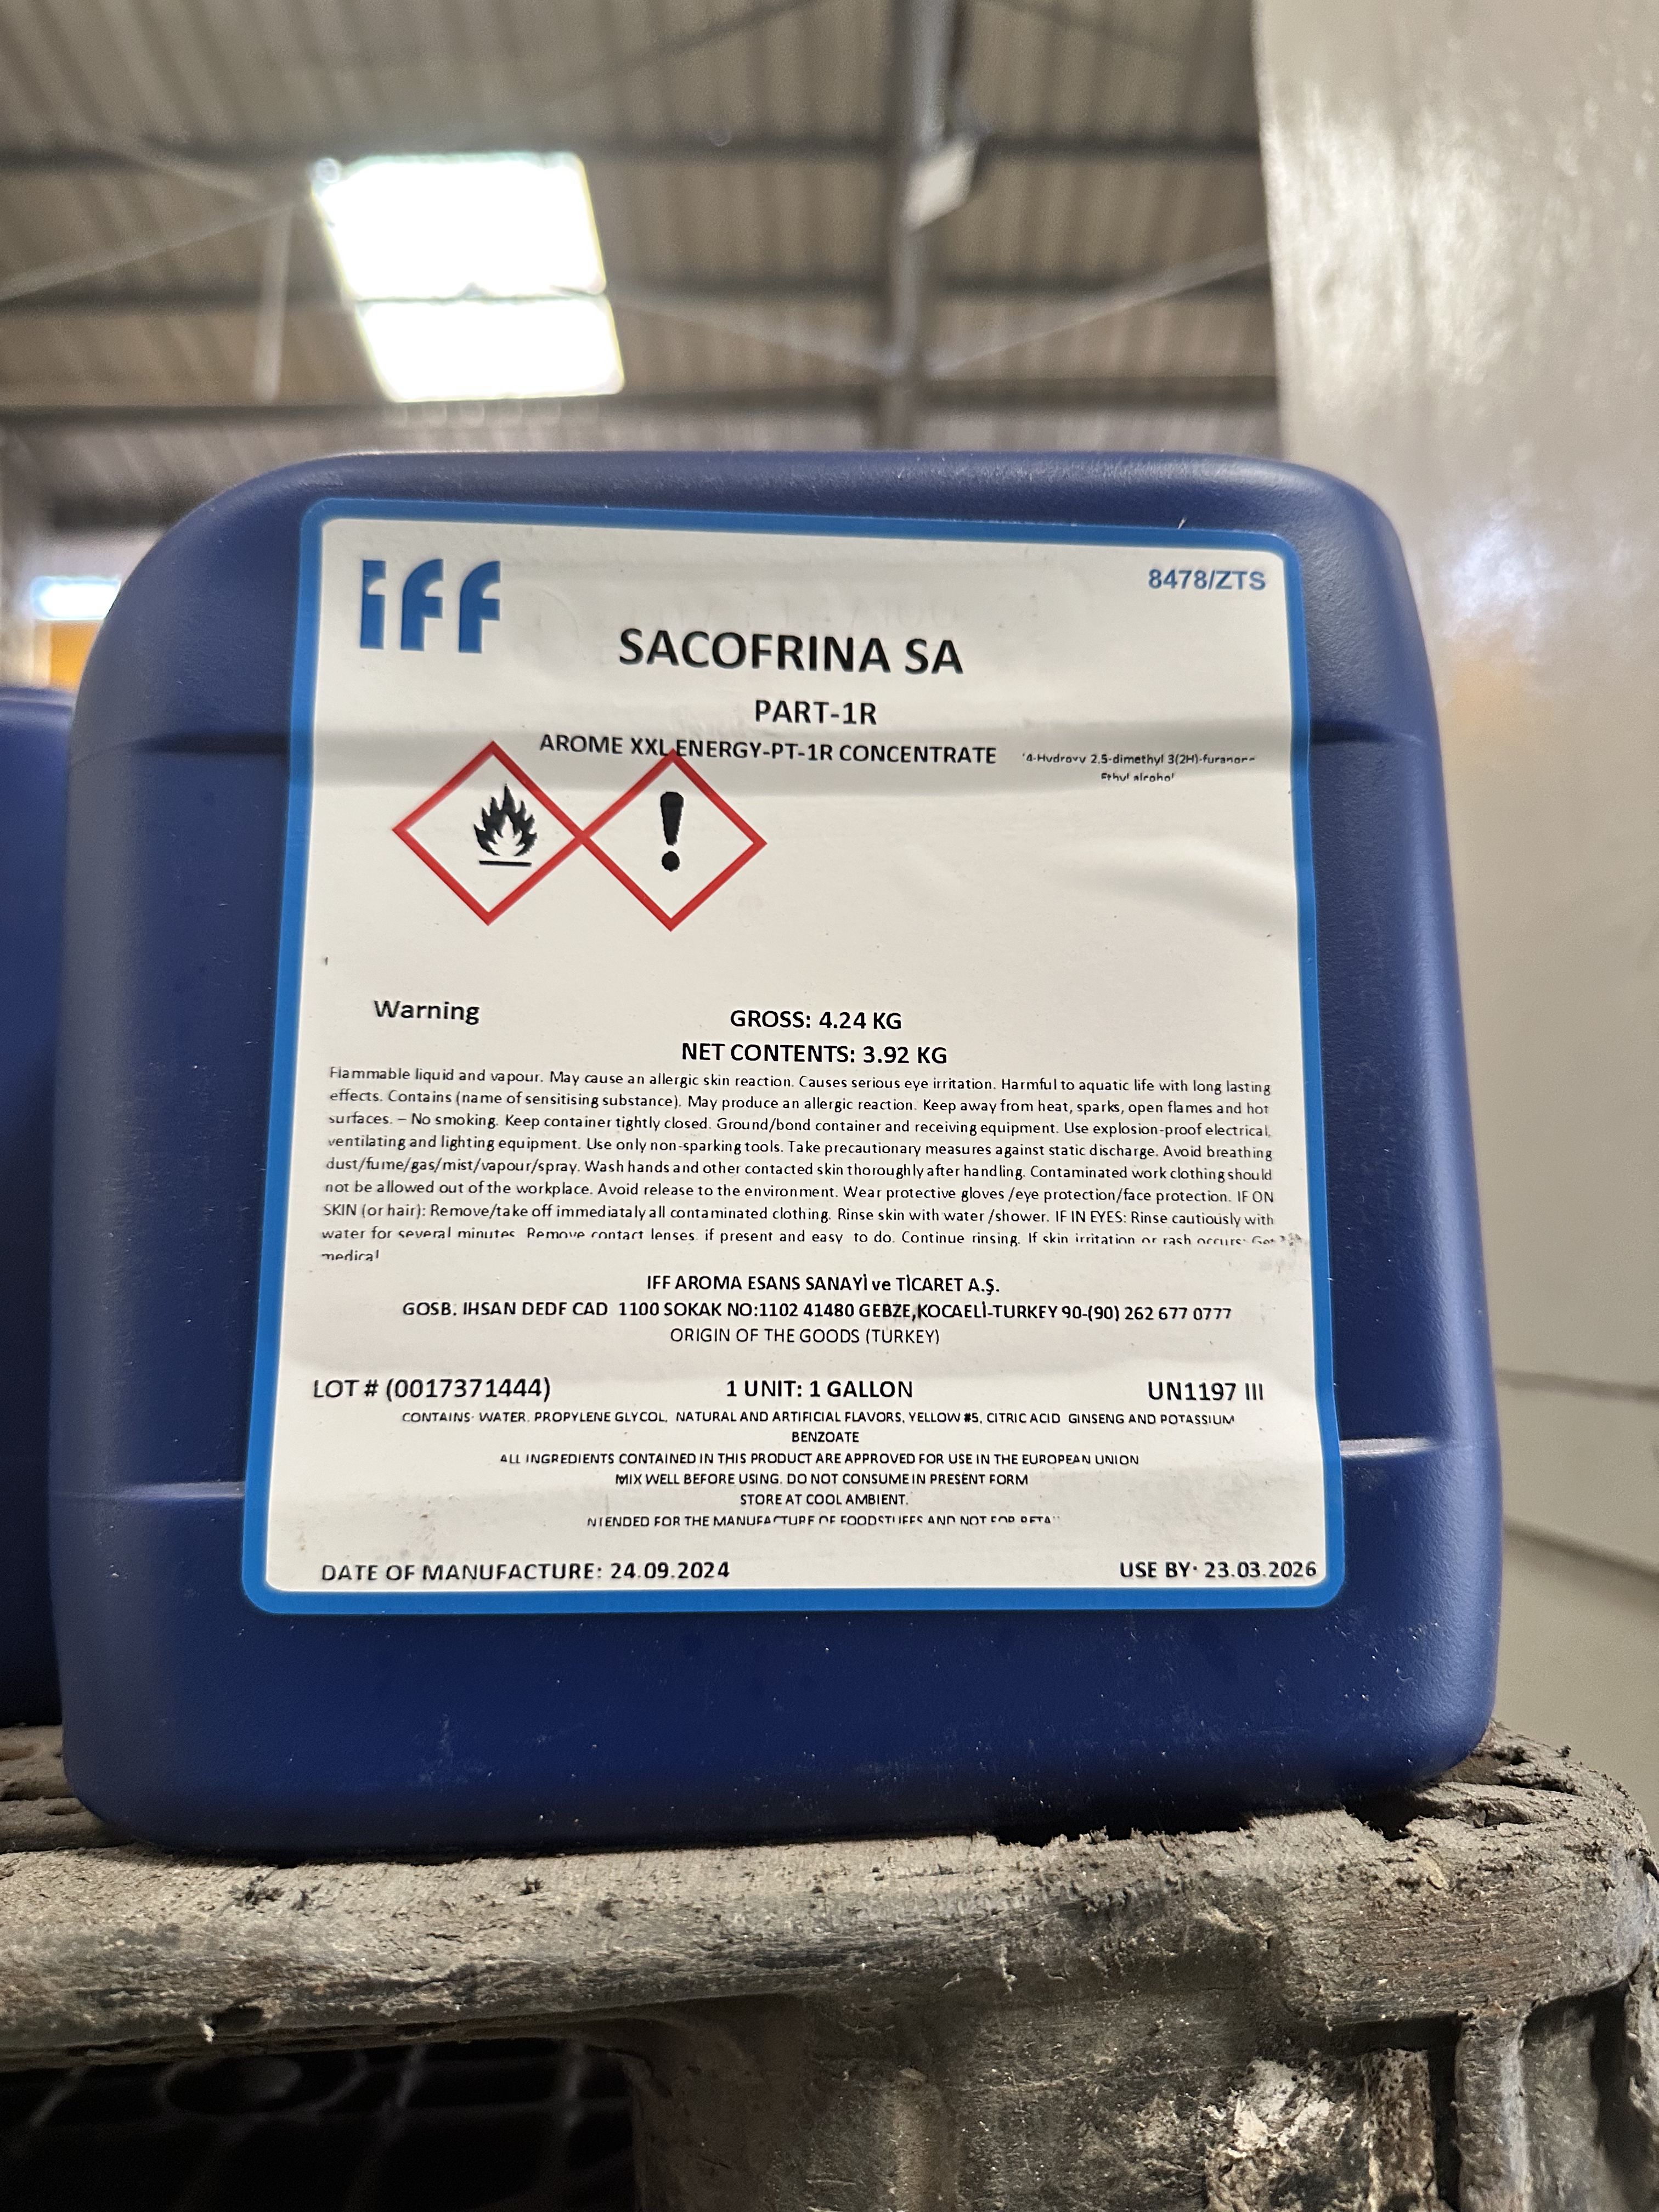 iff
8478/ZTS
SACOFRINA SA
PART-1R
AROME XXL ENERGY-PT-1R CONCENTRATE
2.5-dimethyl 3(2H)-
Warning
GROSS: 4.24 KG
NET CONTENTS: 3.92 KG
Flammable liquid and vapour. May cause an allergic skin reaction. Causes serious eye irritation. Harmful to aquatic life with long lasting
effects. Contains (name of sensitising substance). May produce an allergic reaction. Keep away from heat, sparks, open flames and hot
surfaces. – No smoking. Keep container tightly closed. Ground/bond container and receiving equipment. Use explosion-proof electrical,
ventilating and lighting equipment. Use only non-sparking tools. Take precautionary measures against static discharge. Avoid breathing
dust/fume/gas/mist/vapour/spray. Wash hands and other contacted skin thoroughly after handling. Contaminated work clothing should
not be allowed out of the workplace. Avoid release to the environment. Wear protective gloves /eye protection/face protection. IF ON
SKIN (or hair): Remove/take off immediataly all contaminated clothing. Rinse skin with water /shower. IF IN EYES: Rinse cautiously with
water for several minutes. Remove contact lenses, if present and easy to do. Continue rinsing. If skin irritation or rash occurs:
medical
IFF AROMA ESANS SANAYİ ve TİCARET A.Ş.
GOSB. IHSAN DEDF CAD 1100 SOKAK NO:1102 41480 GEBZE,KOCAELİ-TURKEY 90-(90) 262 677 0777
ORIGIN OF THE GOODS (TURKEY)
LOT # (0017371444)
1 UNIT: 1 GALLON
UN1197 III
CONTAINS: WATER, PROPYLENE GLYCOL, NATURAL AND ARTIFICIAL FLAVORS, YELLOW #5, CITRIC ACID GINSENG AND POTASSIUM
BENZOATE
ALL INGREDIENTS CONTAINED IN THIS PRODUCT ARE APPROVED FOR USE IN THE EUROPEAN UNION
MIX WELL BEFORE USING. DO NOT CONSUME IN PRESENT FORM
STORE AT COOL AMBIENT.
NTENDED FOR THE MANUFACTURE OF FOODSTUFFS AND NOT FOR
DATE OF MANUFACTURE: 24.09.2024
USE BY: 23.03.2026